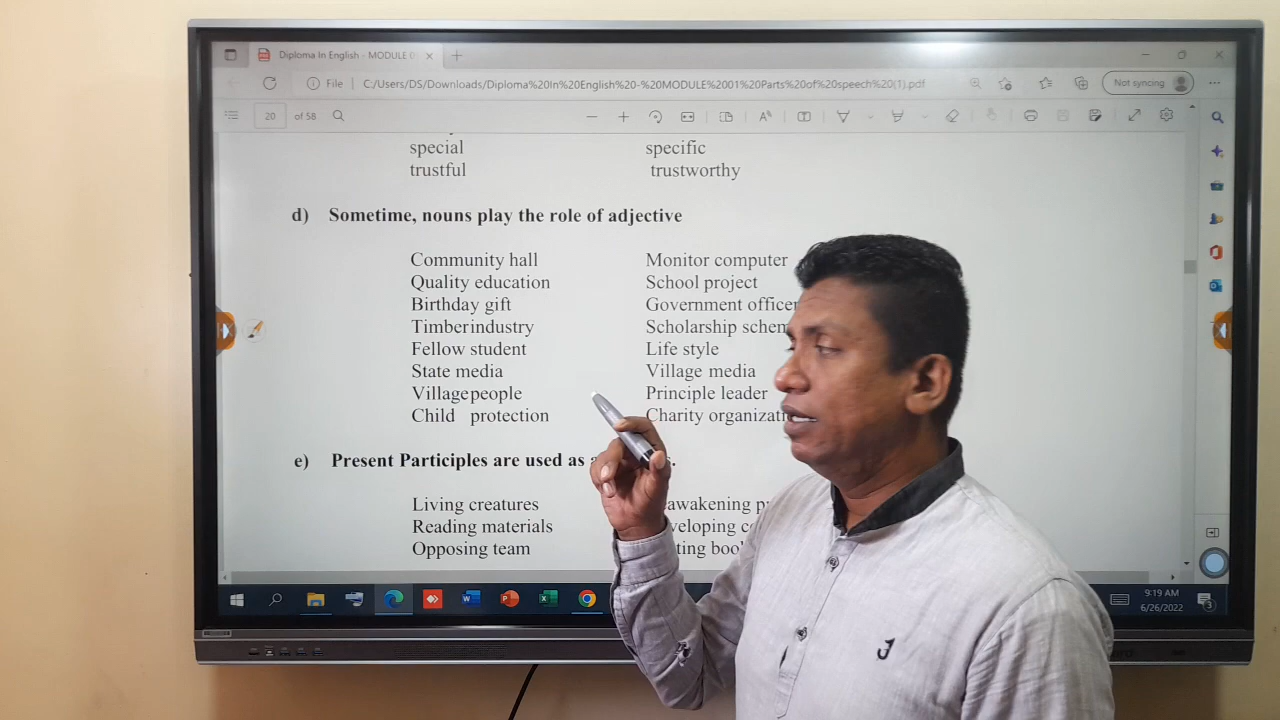 Diploma In English - MODULE
File C:/Users/DS/Downloads/Diploma%20In%20English%20-%20MODULE%2001%20Parts%20of%20speech%20(1).pdf Not syncing
20 of 58
special specific
trustful trustworthy
d) Sometime, nouns play the role of adjective
Community hall Monitor computer
Quality education School project
Birthday gift Government officer
Timberindustry Scholarship schem
Fellow student Life style
State media Village media
Villagepeople Principle leader
Child protection Charity organizati
e) Present Participles are used as a s.
Living creatures awakening p
Reading materials veloping co
Opposing team ting boo
9:19 AM
6/26/2022
3
J